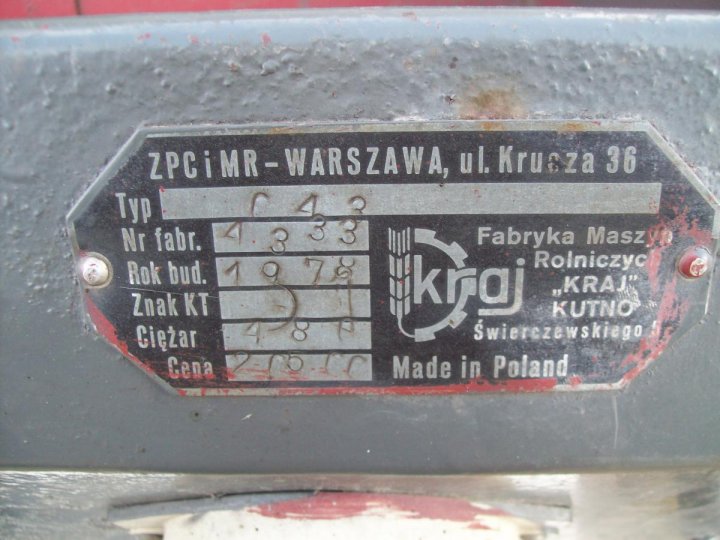 ZPC i MR - WARSZAWA, ul. Krucza 36
Typ
Nr fabr. 4333
Rok bud. 1978
Znak KT
Ciężar
Cena
kraj
Fabryka Maszyn
Rolniczych
„KRAJ"
KUTNO
Świerczewskiego
Made in Poland